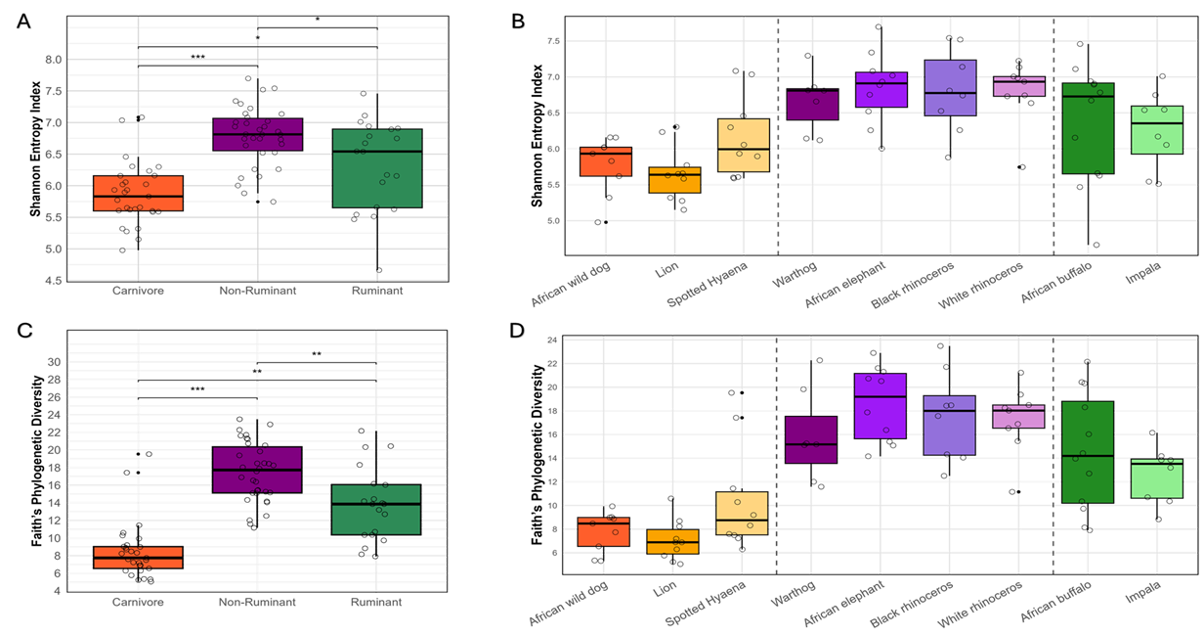 A
Shannon Entropy Index
8.0
7.5
7.0
6.5
6.0
5.5
5.0
4.5
*
*
***
Carnivore
Non-Ruminant
Ruminant
B
Shannon Entropy Index
7.5
7.0
6.5
6.0
5.5
5.0
African wild dog
Lion
Spotted Hyaena
Warthog
African elephant
Black rhinoceros
White rhinoceros
African buffalo
Impala
C
Faith's Phylogenetic Diversity
30
28
26
24
22
20
18
16
14
12
10
8
6
4
**
**
***
Carnivore
Non-Ruminant
Ruminant
D
Faith's Phylogenetic Diversity
24
22
20
18
16
14
12
10
8
6
African wild dog
Lion
Spotted Hyaena
Warthog
African elephant
Black rhinoceros
White rhinoceros
African buffalo
Impala